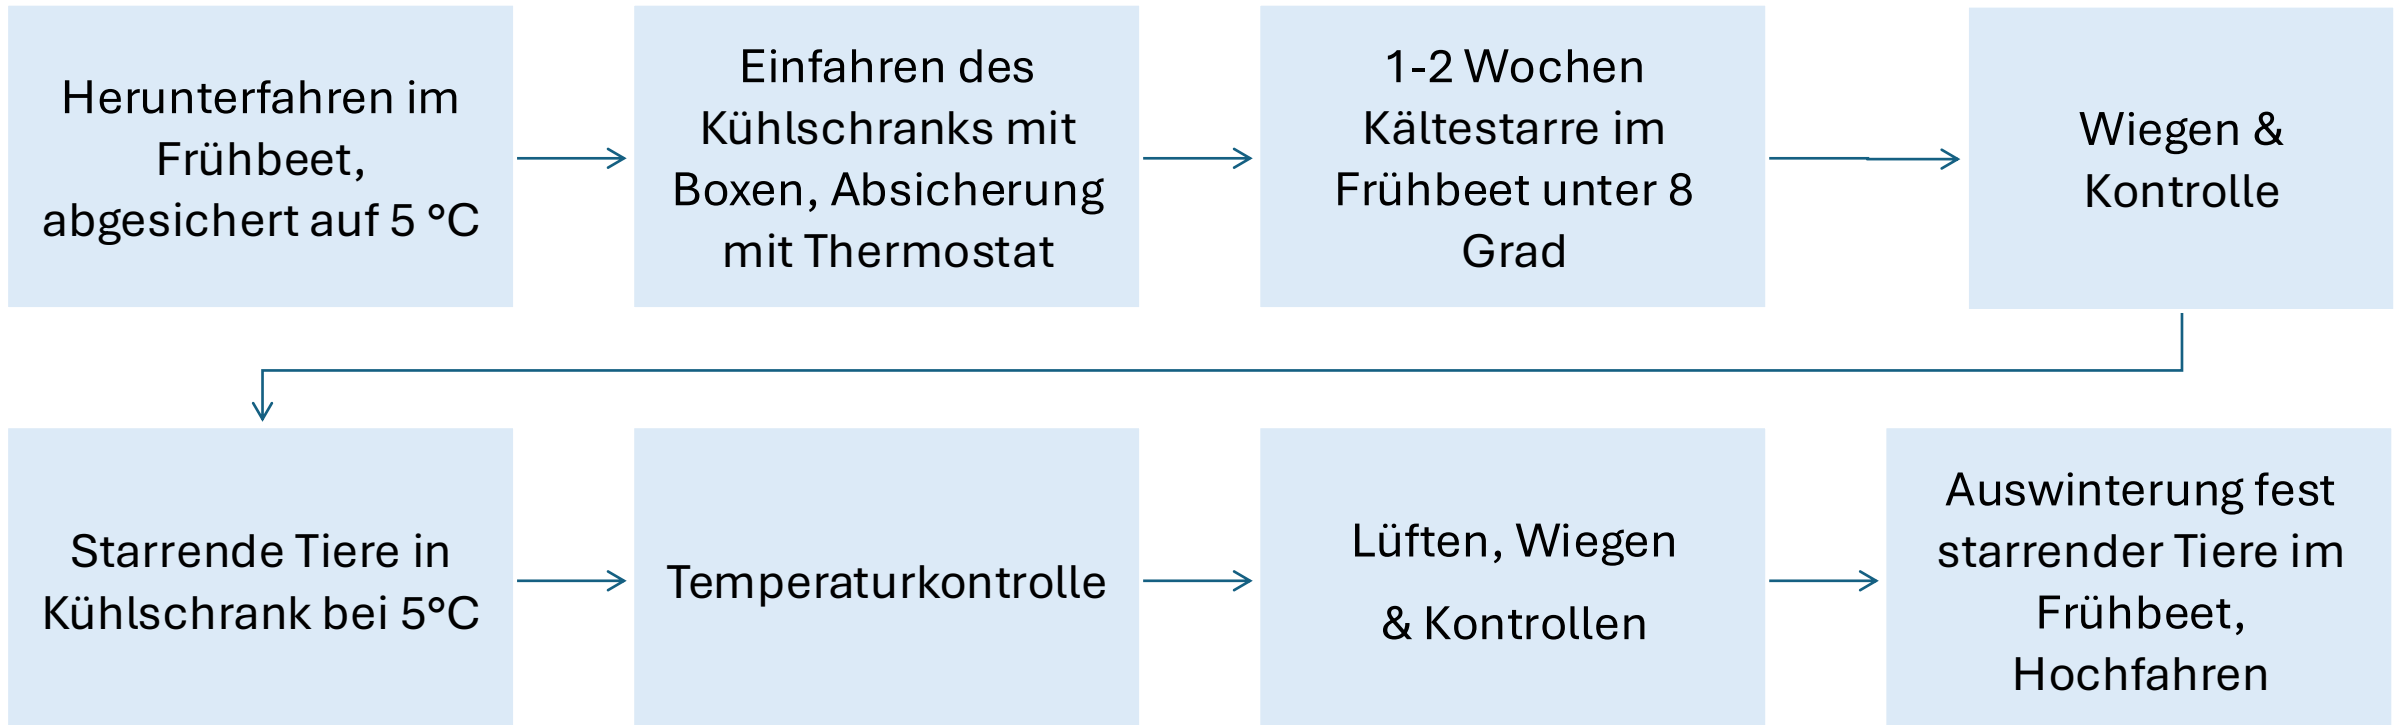 Herunterfahren im
Frühbeet,
abgesichert auf 5 °C
Einfahren des
Kühlschranks mit
Boxen, Absicherung
mit Thermostat
1-2 Wochen
Kältestarre im
Frühbeet unter 8
Grad
Wiegen &
Kontrolle
Starrende Tiere in
Kühlschrank bei 5°C
Temperaturkontrolle
Lüften, Wiegen
& Kontrollen
Auswinterung fest
starrender Tiere im
Frühbeet,
Hochfahren